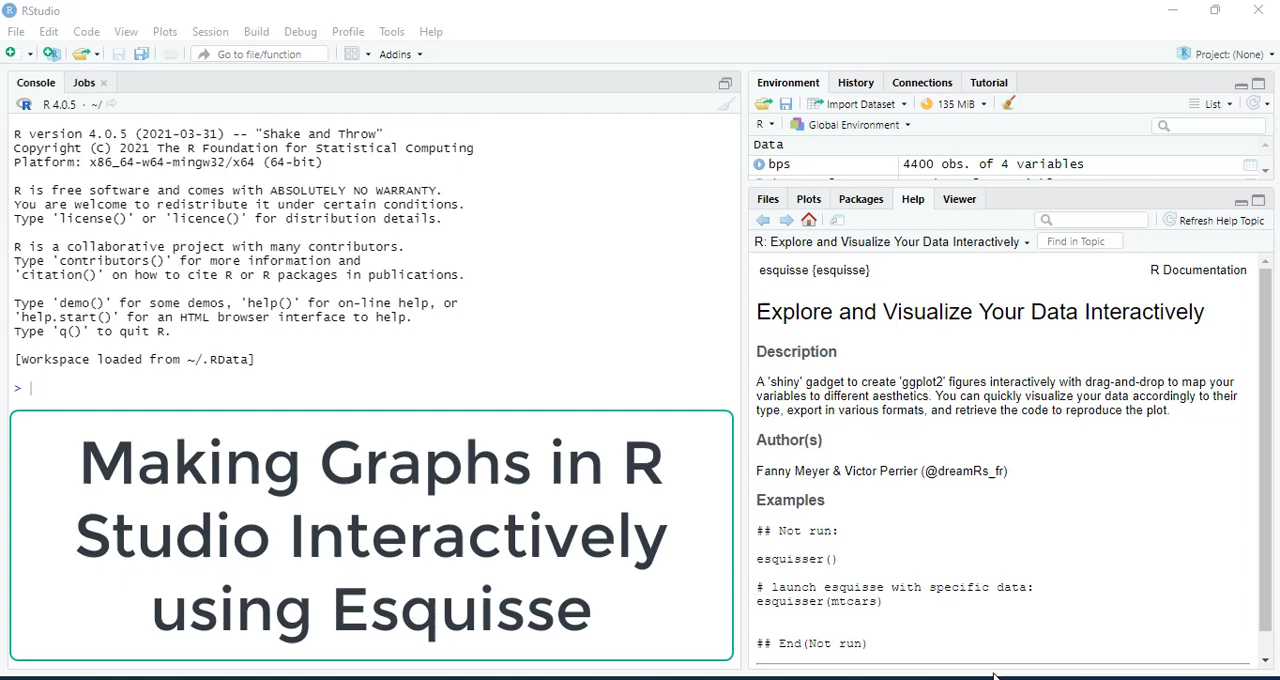 RStudio
File Edit Code View Plots Session Build Debug Profile Tools Help
Go to file/function Addins Project: (None)
Console Jobs
R 4.0.5 · ~/
R version 4.0.5 (2021-03-31) -- "Shake and Throw"
Copyright (C) 2021 The R Foundation for Statistical Computing
Platform: x86_64-w64-mingw32/x64 (64-bit)
R is free software and comes with ABSOLUTELY NO WARRANTY.
You are welcome to redistribute it under certain conditions.
Type 'license()' or 'licence()' for distribution details.
R is a collaborative project with many contributors.
Type 'contributors()' for more information and
'citation()' on how to cite R or R packages in publications.
Type 'demo()' for some demos, 'help()' for on-line help, or
'help.start()' for an HTML browser interface to help.
Type 'q()' to quit R.
[Workspace loaded from ~/.RData]
>
Making Graphs in R
Studio Interactively
using Esquisse
Environment History Connections Tutorial
Import Dataset 135 MiB List
R Global Environment
Data
bps 4400 obs. of 4 variables
Files Plots Packages Help Viewer
Refresh Help Topic
R: Explore and Visualize Your Data Interactively Find in Topic
esquisse {esquisse} R Documentation
Explore and Visualize Your Data Interactively
Description
A 'shiny' gadget to create 'ggplot2' figures interactively with drag-and-drop to map your
variables to different aesthetics. You can quickly visualize your data accordingly to their
type, export in various formats, and retrieve the code to reproduce the plot.
Author(s)
Fanny Meyer & Victor Perrier (@dreamRs_fr)
Examples
## Not run:
esquisser()
# launch esquisse with specific data:
esquisser(mtcars)
## End(Not run)